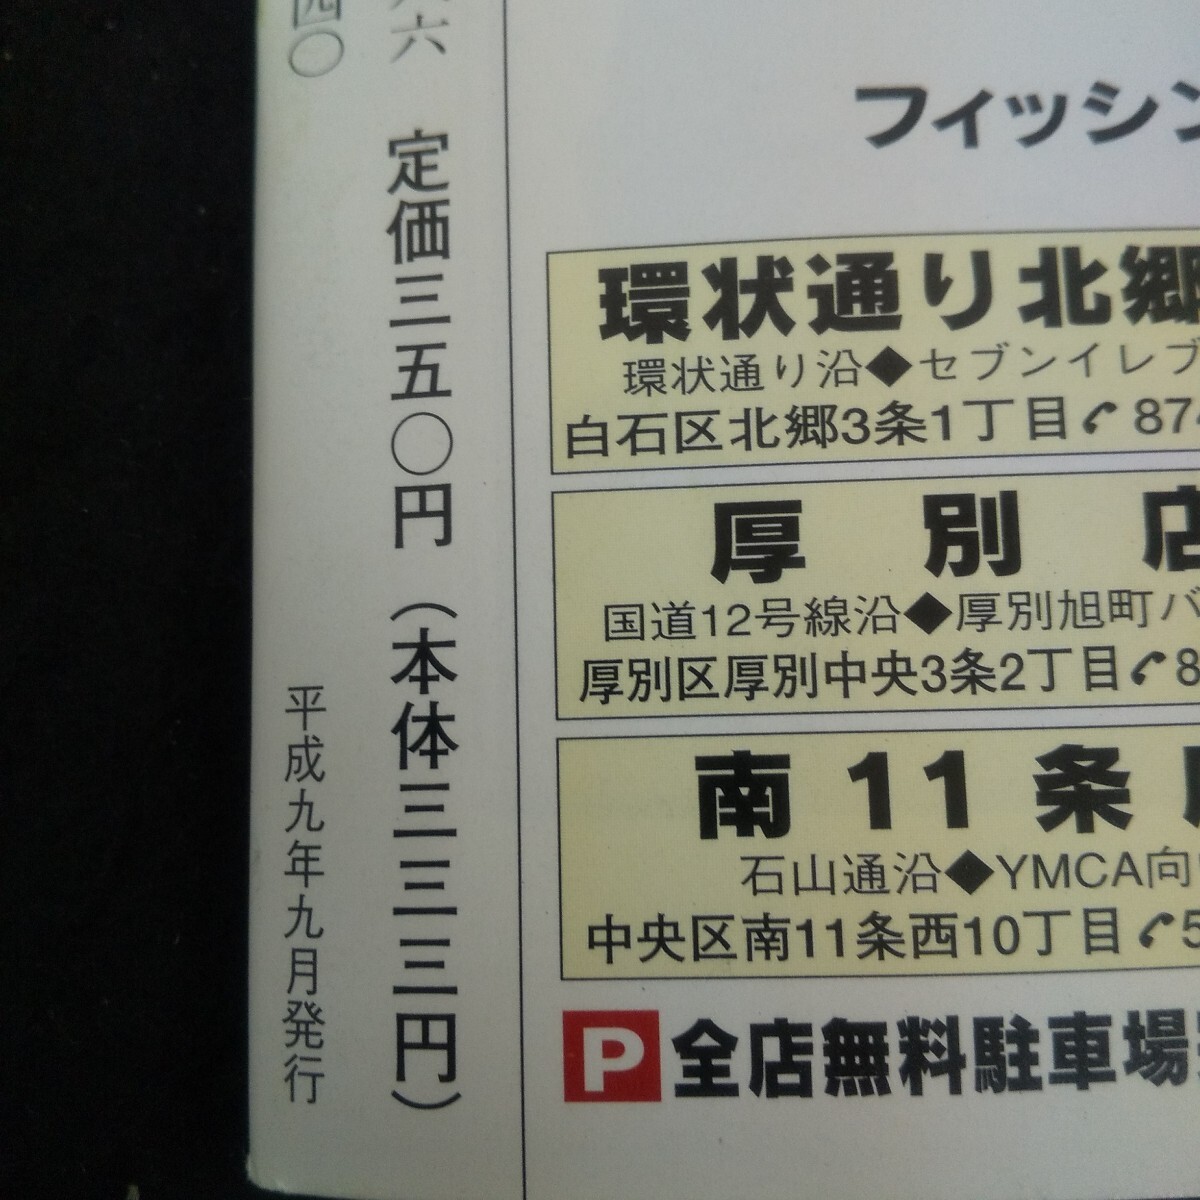 フィッシン
環状通り北郷
環状通り沿◆セブンイレブ
白石区北郷3条1丁目 874
厚別店
国道12号線沿◆厚別旭町バ
厚別区厚別中央3条2丁目 8
南11条
石山通沿◆YMCA向
中央区南11条西10丁目 5
P 全店無料駐車場
六 定価三五〇円(本体三三三円)
四〇
平成九年九月発行